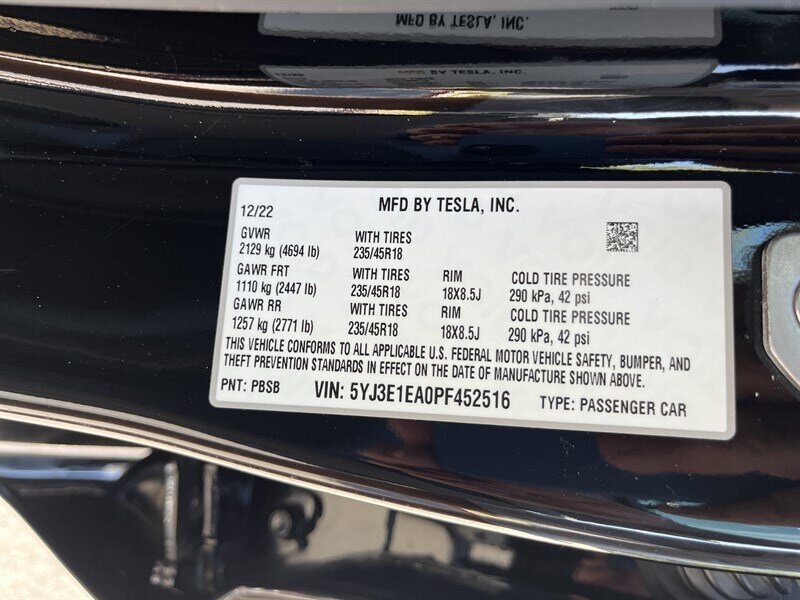 MFD BY TESLA, INC.
12/22 MFD BY TESLA, INC.
12/22 MFD BY TESLA, INC.
GVWR WITH TIRES
2129 kg (4694 lb) 235/45R18
GAWR FRT WITH TIRES RIM COLD TIRE PRESSURE
1110 kg (2447 lb) 235/45R18 18X8.5J 290 kPa, 42 psi
GAWR RR WITH TIRES RIM COLD TIRE PRESSURE
1257 kg (2771 lb) 235/45R18 18X8.5J 290 kPa, 42 psi
THIS VEHICLE CONFORMS TO ALL APPLICABLE U.S. FEDERAL MOTOR VEHICLE SAFETY, BUMPER, AND
THEFT PREVENTION STANDARDS IN EFFECT ON THE DATE OF MANUFACTURE SHOWN ABOVE.
PNT: PBSB VIN: 5YJ3E1EA0PF452516 TYPE: PASSENGER CAR